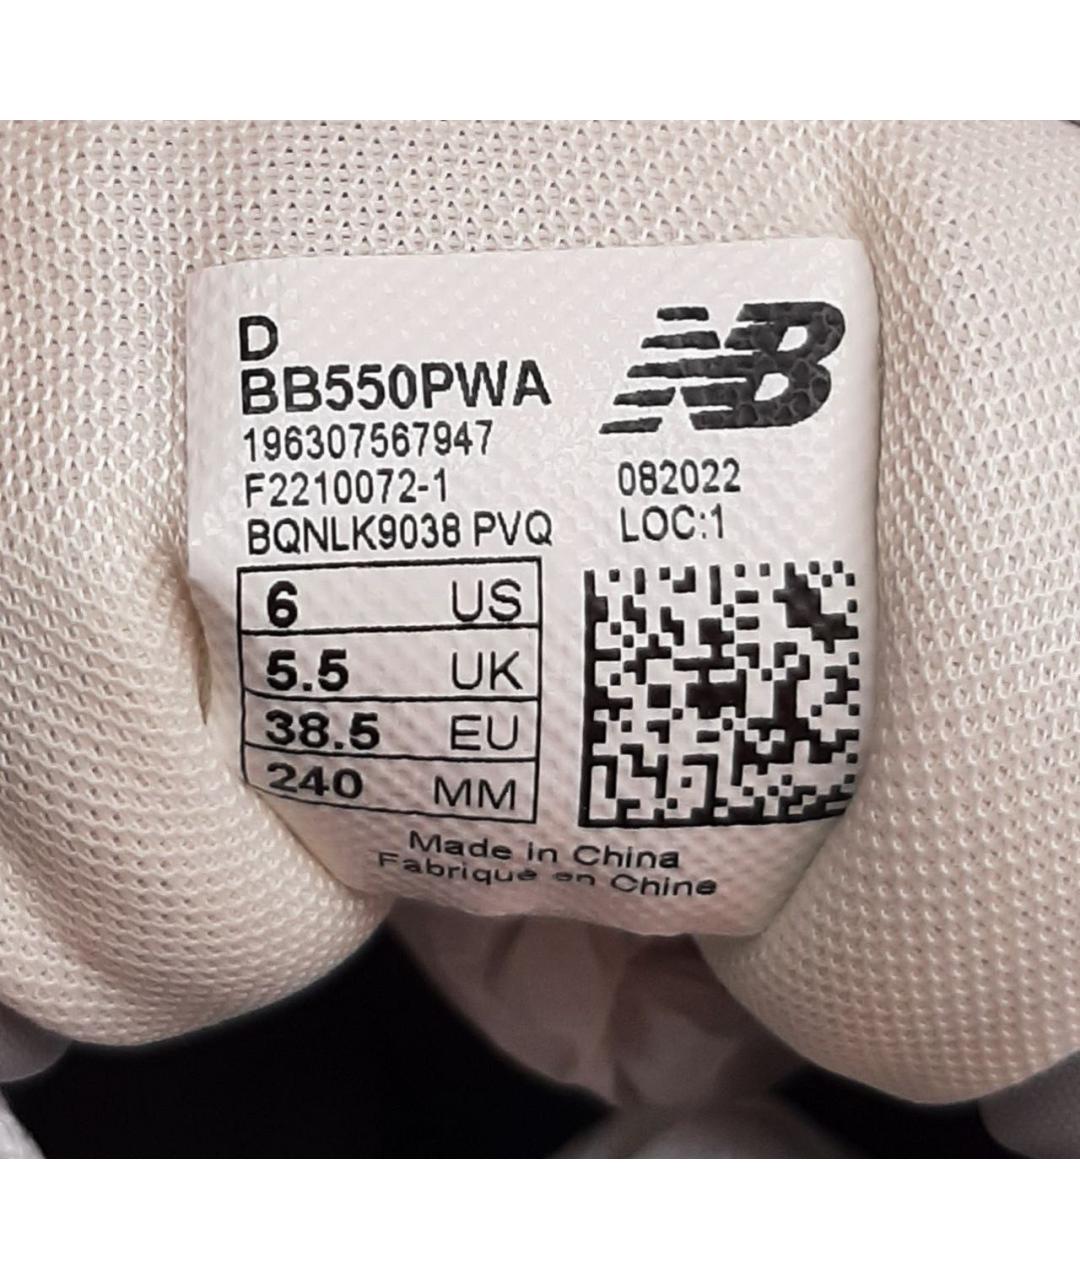 D
BB550PWA
NB
196307567947
F2210072-1
082022
BQNLK9038 PVQ
LOC:1
6 US
5.5 UK
38.5 EU
240 MM
Made in China
Fabriqué en Chine